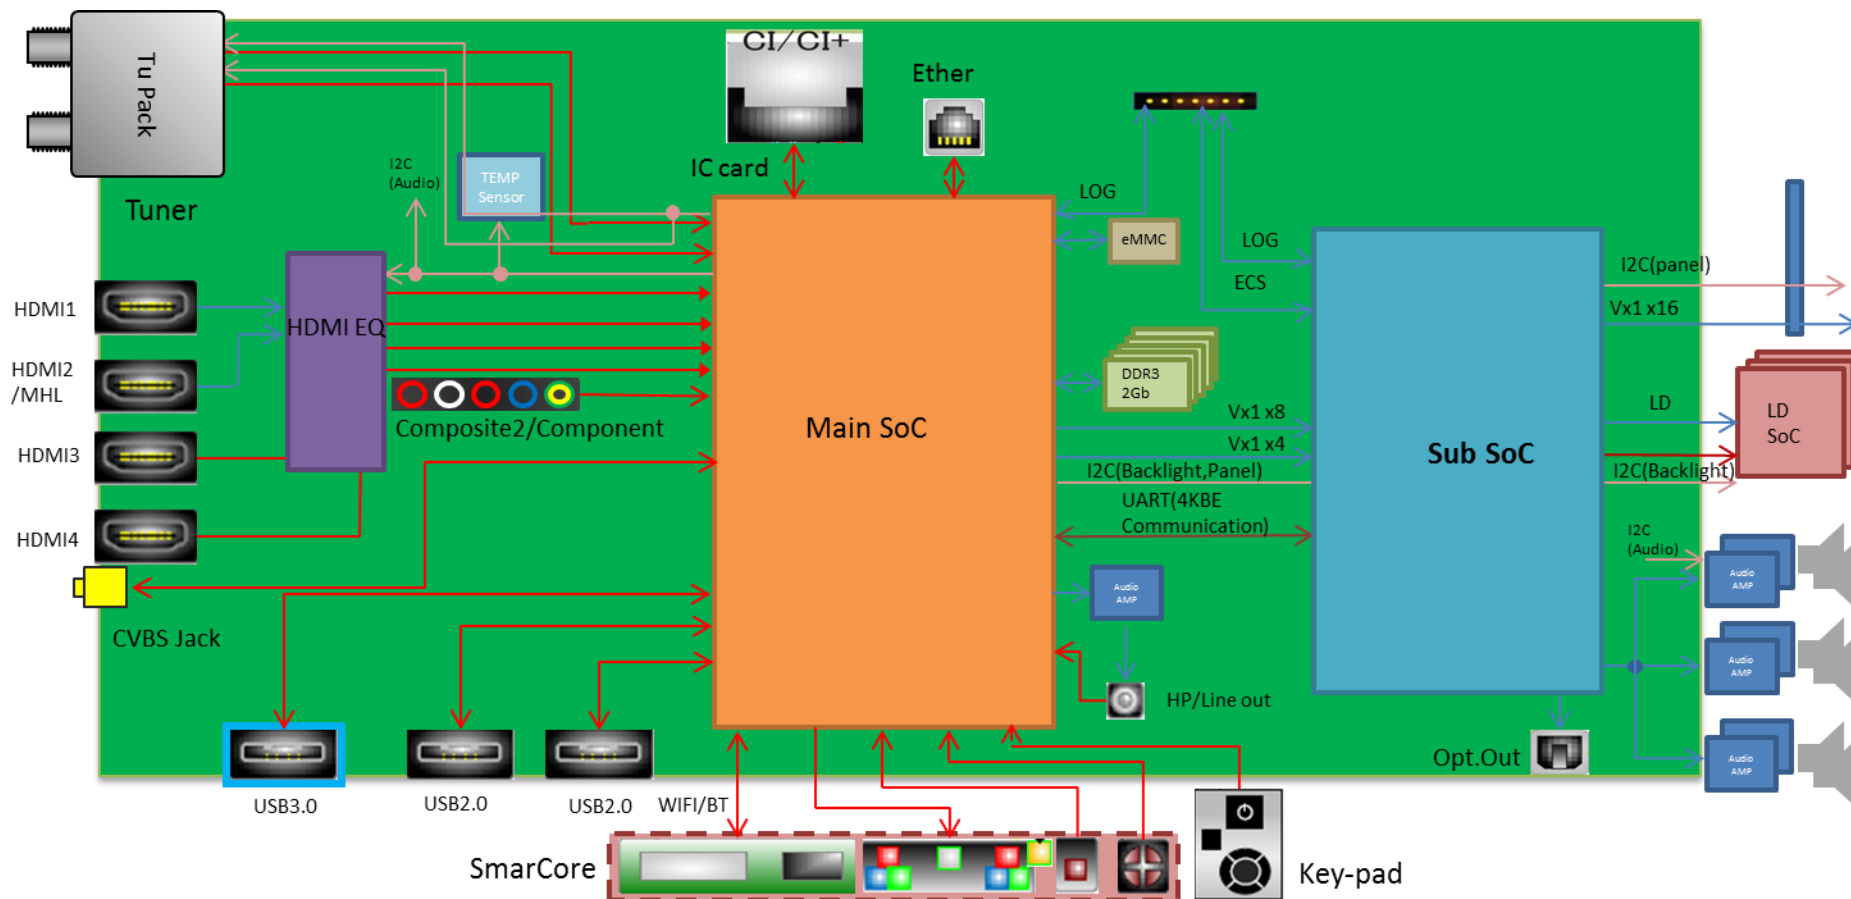 Tu Pack
Tuner
CI/CI+
IC card
Ether
I2C
(Audio)
TEMP
Sensor
LOG
eMMC
LOG
ECS
HDMI1
HDMI2
/MHL
HDMI3
HDMI4
HDMI EQ
Composite2/Component
CVBS Jack
Main SoC
DDR3
2Gb
Vx1 x8
Vx1 x4
I2C(Backlight,Panel)
UART(4KBE
Communication)
Audio
AMP
HP/Line out
Sub SoC
I2C(panel)
Vx1 x16
LD
LD
SoC
I2C(Backlight)
I2C
(Audio)
Audio
AMP
Audio
AMP
Audio
AMP
Opt.Out
USB3.0
USB2.0
USB2.0
WIFI/BT
SmarCore
Key-pad